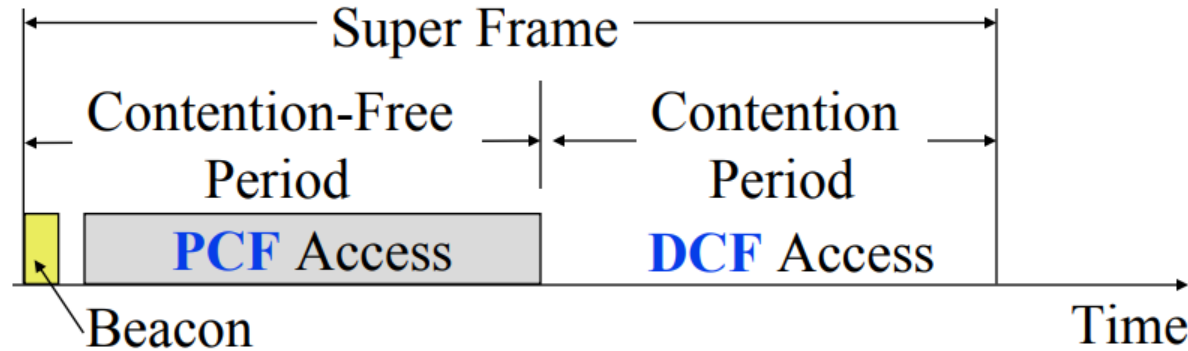 Super Frame
Contention-Free
Period
Contention
Period
PCF Access
DCF Access
Beacon
Time